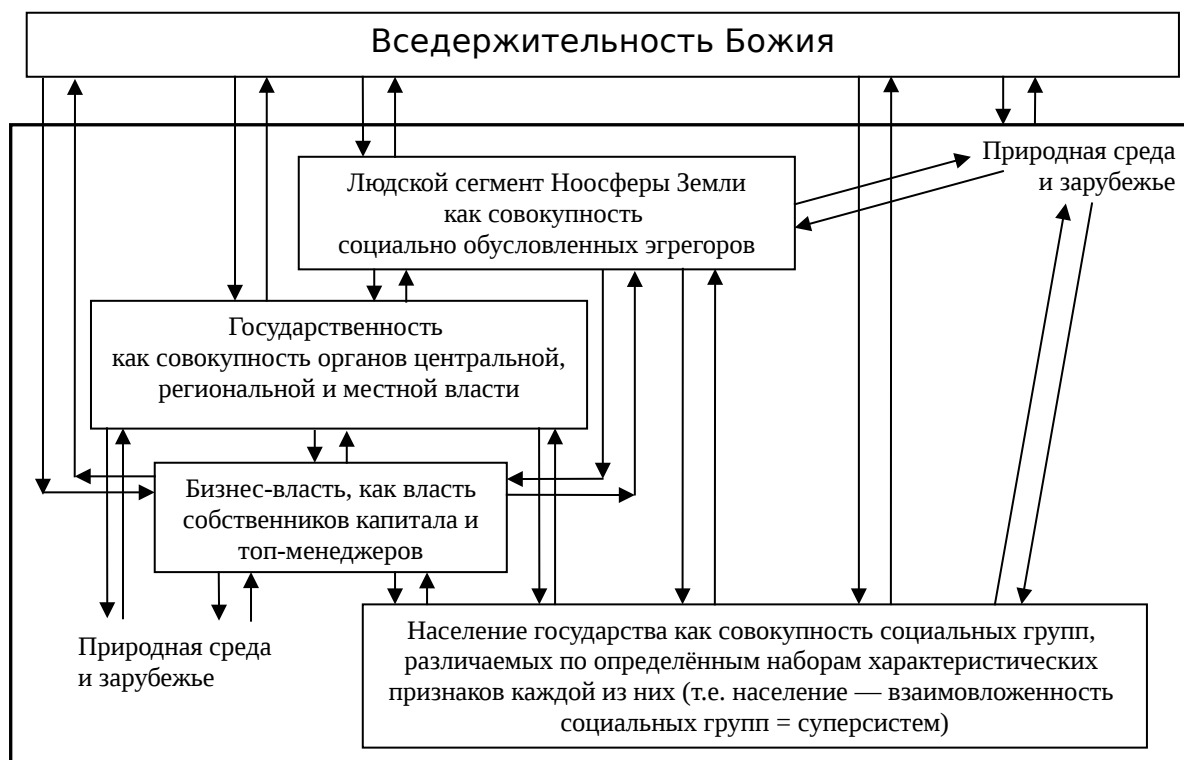 Вседержительность Божия
Природная среда
и зарубежье
Людской сегмент Ноосферы Земли
как совокупность
социально обусловленных эгрегоров
Государственность
как совокупность органов центральной,
региональной и местной власти
Бизнес-власть, как власть
собственников капитала и
топ-менеджеров
Природная среда
и зарубежье
Население государства как совокупность социальных групп,
различаемых по определённым наборам характеристических
признаков каждой из них (т.е. население — взаимовложенность
социальных групп = суперсистем)